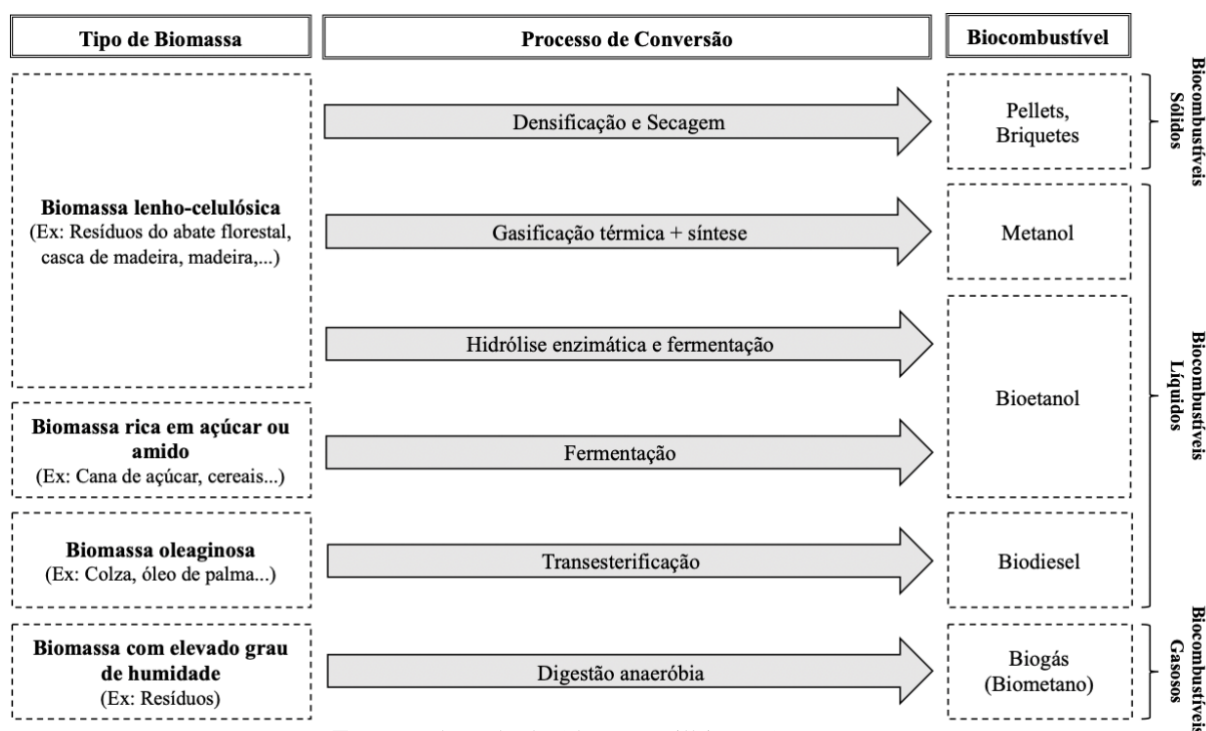 Tipo de Biomassa
Processo de Conversão
Biocombustível
Biomassa lenho-celulósica
(Ex: Resíduos do abate florestal,
casca de madeira, madeira,...)
Densificação e Secagem
Pellets,
Briquetes
Biocombustíveis
Sólidos
Gasificação térmica + síntese
Metanol
Hidrólise enzimática e fermentação
Bioetanol
Biocombustíveis
Líquidos
Biomassa rica em açúcar ou
amido
(Ex: Cana de açúcar, cereais...)
Fermentação
Biomassa oleaginosa
(Ex: Colza, óleo de palma...)
Transesterificação
Biodiesel
Biomassa com elevado grau
de humidade
(Ex: Resíduos)
Digestão anaeróbia
Biogás
(Biometano)
Biocombustíveis
Gasosos